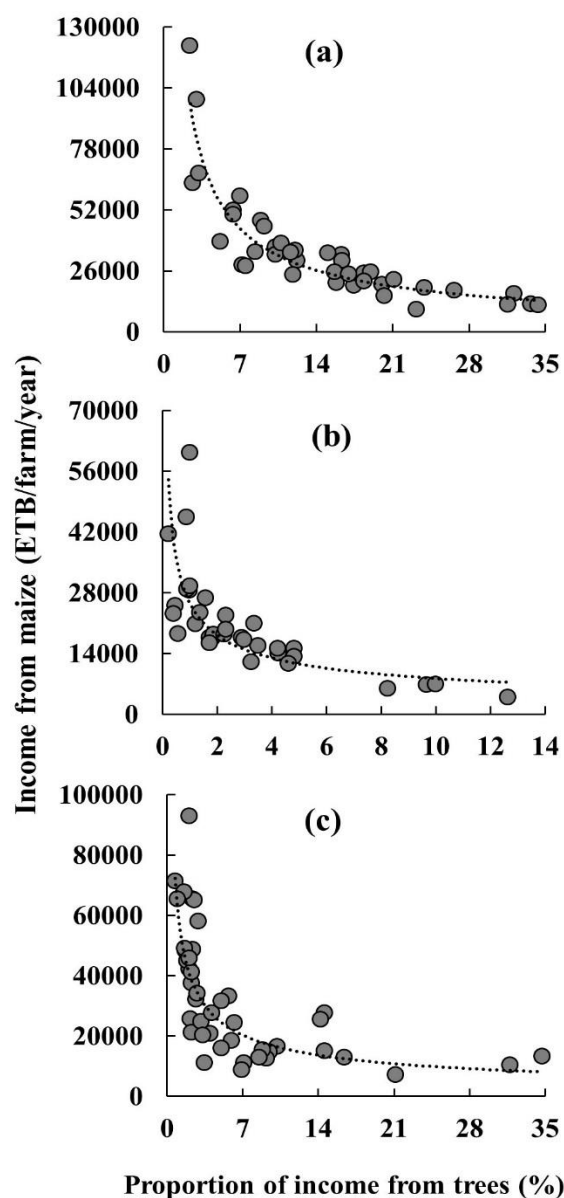 130000
(a)
104000
78000
52000
26000
0
0 7 14 21 28 35
70000
(b)
56000
42000
28000
14000
0
0 2 4 6 8 10 12 14
100000
(c)
80000
60000
40000
20000
0
0 7 14 21 28 35
Income from maize (ETB/farm/year)
Proportion of income from trees (%)